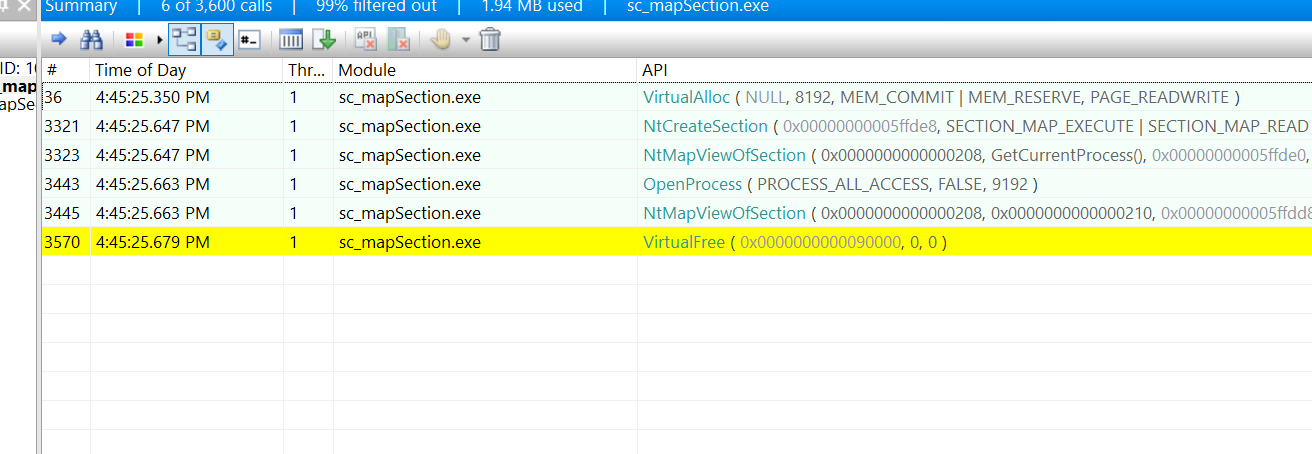 Summary | 6 of 3,600 calls | 99% filtered out | 1.94 MB used | sc_mapSection.exe
# Time of Day Thr... Module API
36 4:45:25.350 PM 1 sc_mapSection.exe VirtualAlloc ( NULL, 8192, MEM_COMMIT | MEM_RESERVE, PAGE_READWRITE )
3321 4:45:25.647 PM 1 sc_mapSection.exe NtCreateSection ( 0x00000000005ffde8, SECTION_MAP_EXECUTE | SECTION_MAP_READ
3323 4:45:25.647 PM 1 sc_mapSection.exe NtMapViewOfSection ( 0x0000000000000208, GetCurrentProcess(), 0x00000000005ffde0,
3443 4:45:25.663 PM 1 sc_mapSection.exe OpenProcess ( PROCESS_ALL_ACCESS, FALSE, 9192 )
3445 4:45:25.663 PM 1 sc_mapSection.exe NtMapViewOfSection ( 0x0000000000000208, 0x0000000000000210, 0x00000000005ffdd8
3570 4:45:25.679 PM 1 sc_mapSection.exe VirtualFree ( 0x0000000000090000, 0, 0 )